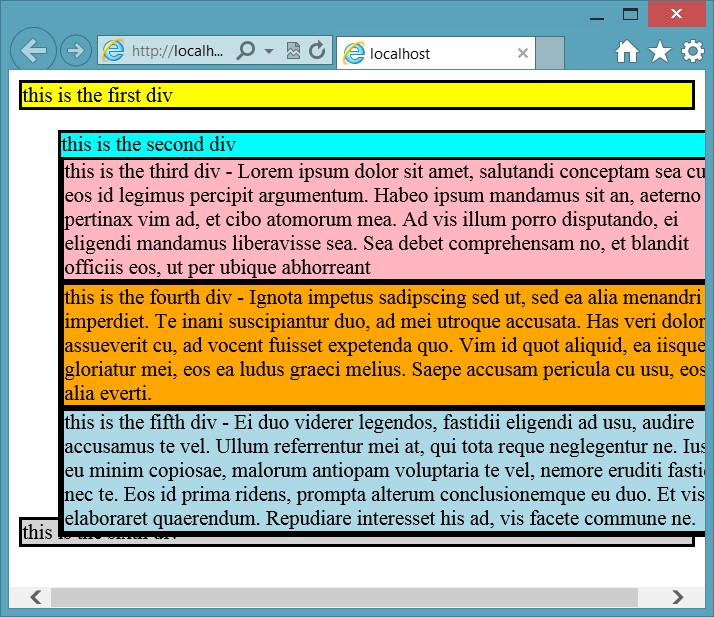 http://localh...
localhost
this is the first div
this is the second div
this is the third div - Lorem ipsum dolor sit amet, salutandi conceptam sea cu
eos id legimus percipit argumentum. Habeo ipsum mandamus sit an, aeterno
pertinax vim ad, et cibo atomorum mea. Ad vis illum porro disputando, ei
eligendi mandamus liberavisse sea. Sea debet comprehensam no, et blandit
officiis eos, ut per ubique abhorreant
this is the fourth div - Ignota impetus sadipscing sed ut, sed ea alia menandri
imperdiet. Te inani suscipiantur duo, ad mei utroque accusata. Has veri dolor
assueverit cu, ad vocent fuisset expetenda quo. Vim id quot aliquid, ea iisque
gloriatur mei, eos ea ludus graeci melius. Saepe accusam pericula cu usu, eos
alia everti.
this is the fifth div - Ei duo viderer legendos, fastidii eligendi ad usu, audire
accusamus te vel. Ullum referrentur mei at, qui tota reque neglegentur ne. Ius
eu minim copiosae, malorum antiopam voluptaria te vel, nemore eruditi fasti
nec te. Eos id prima ridens, prompta alterum conclusionemque eu duo. Et vis
elaboraret quaerendum. Repudiare interesset his ad, vis facete commune ne.
this is the sixth div